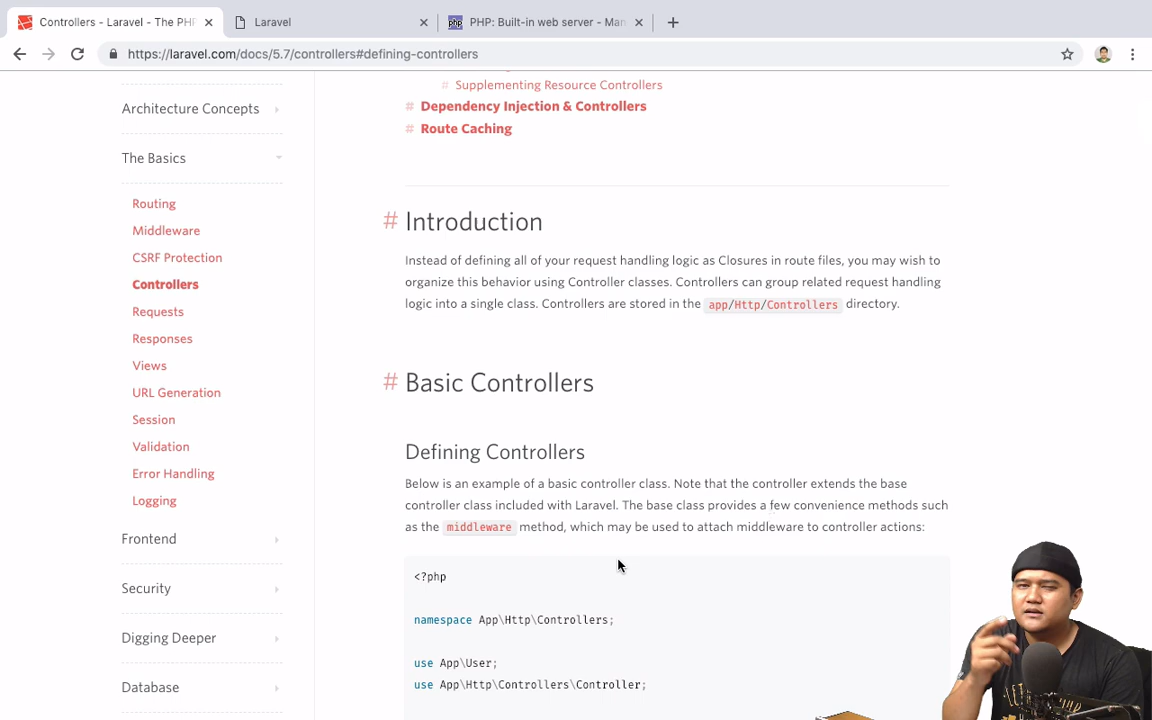 Controllers - Laravel - The PHP
Laravel
php PHP: Built-in web server - Man
https://laravel.com/docs/5.7/controllers#defining-controllers
# Supplementing Resource Controllers
# Dependency Injection & Controllers
# Route Caching
Architecture Concepts
The Basics
Routing
Middleware
CSRF Protection
Controllers
Requests
Responses
Views
URL Generation
Session
Validation
Error Handling
Logging
Frontend
Security
Digging Deeper
Database
# Introduction
Instead of defining all of your request handling logic as Closures in route files, you may wish to
organize this behavior using Controller classes. Controllers can group related request handling
logic into a single class. Controllers are stored in the app/Http/Controllers directory.
# Basic Controllers
Defining Controllers
Below is an example of a basic controller class. Note that the controller extends the base
controller class included with Laravel. The base class provides a few convenience methods such
as the middleware method, which may be used to attach middleware to controller actions:
<?php
namespace App\Http\Controllers;
use App\User;
use App\Http\Controllers\Controller;